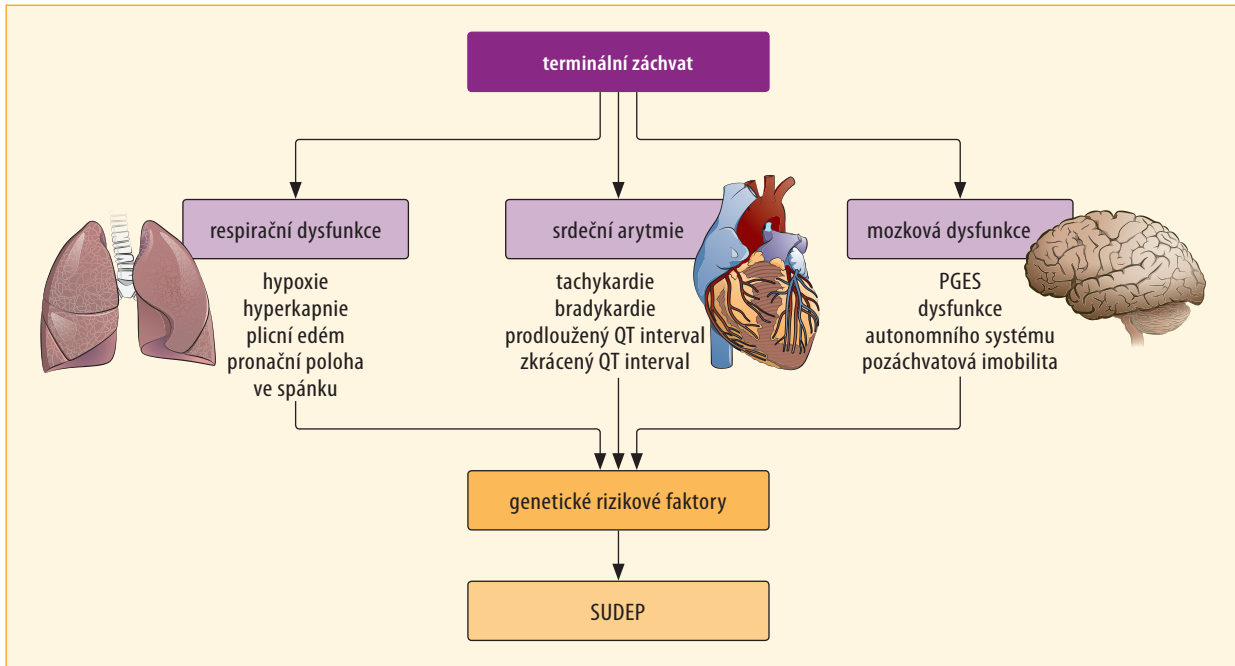 terminální záchvat
respirační dysfunkce
hypoxie
hyperkapnie
plicní edém
pronační poloha
ve spánku
srdeční arytmie
tachykardie
bradykardie
prodloužený QT interval
zkrácený QT interval
mozková dysfunkce
PGES
dysfunkce
autonomního systému
pozáchvatová imobilita
genetické rizikové faktory
SUDEP